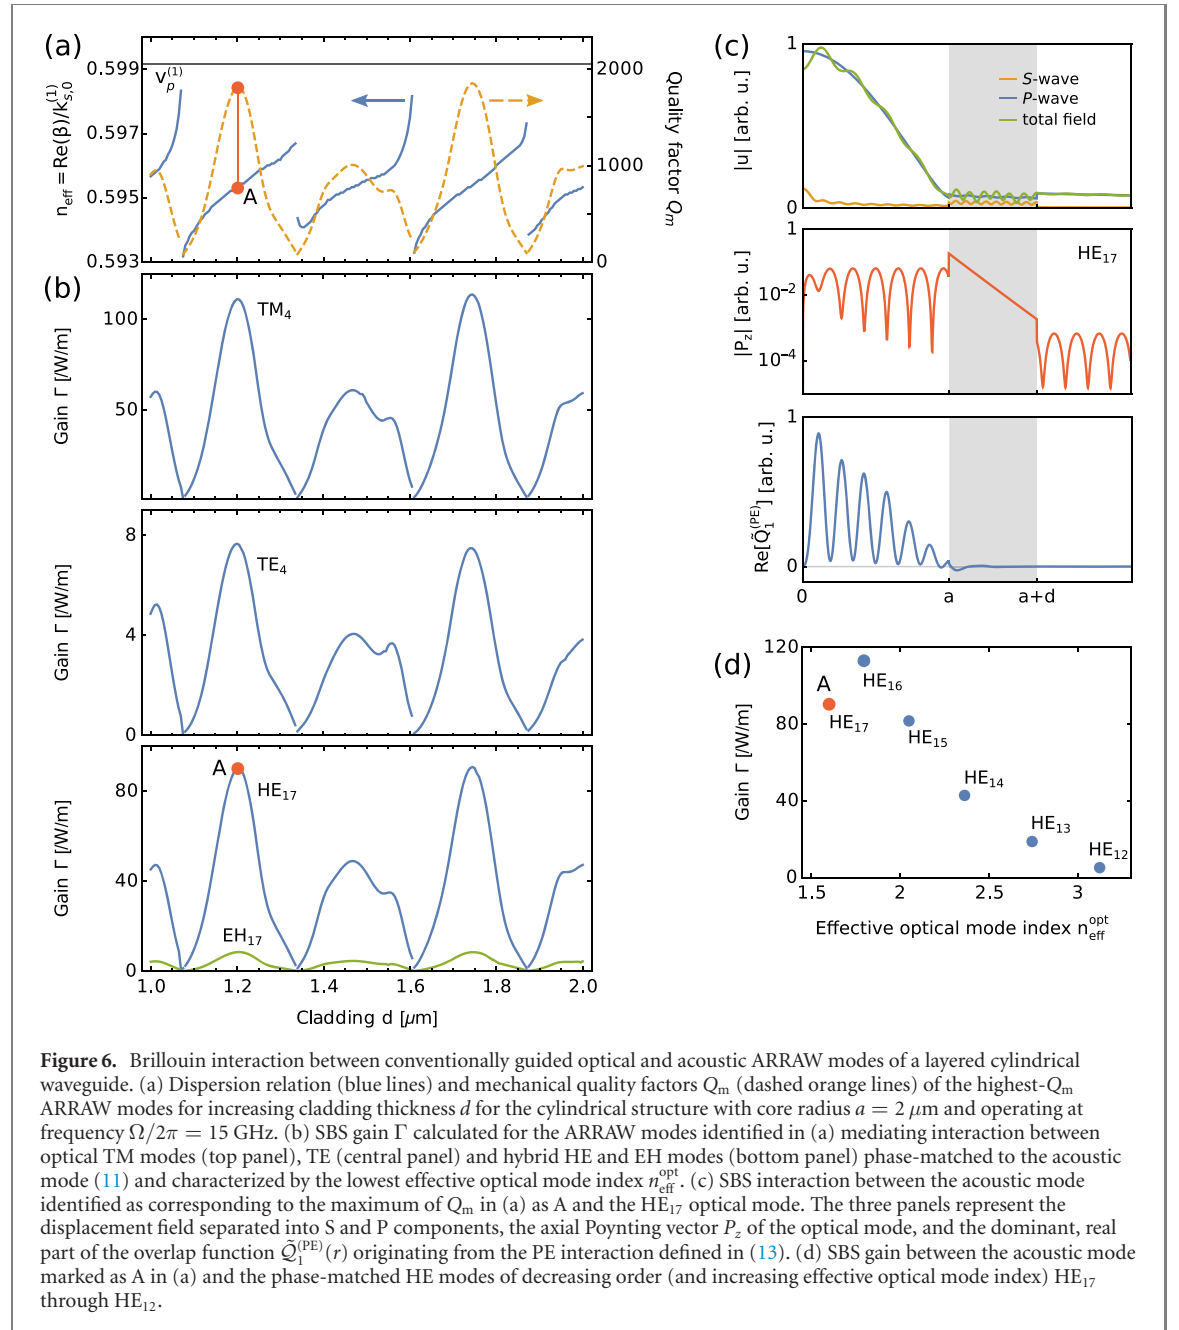 (a)
v_p^(1)
0.599
0.597
0.595
0.593
n_eff = Re(β)/k_s,0^(1)
A
2000
1000
0
Quality factor Q_m
(b)
TM_4
100
50
Gain Γ [/W/m]
TE_4
8
4
0
Gain Γ [/W/m]
A
HE_17
EH_17
80
40
0
Gain Γ [/W/m]
1.0 1.2 1.4 1.6 1.8 2.0
Cladding d [μm]
(c)
1
0
|u| [arb. u.]
S-wave
P-wave
total field
1
10^-2
10^-4
|P_z| [arb. u.]
HE_17
1
0
Re[Q̃_1^(PE)] [arb. u.]
0 a a+d
(d)
120
80
40
0
Gain Γ [/W/m]
A
HE_17
HE_16
HE_15
HE_14
HE_13
HE_12
1.5 2 2.5 3
Effective optical mode index n_eff^opt
Figure 6. Brillouin interaction between conventionally guided optical and acoustic ARRAW modes of a layered cylindrical
waveguide. (a) Dispersion relation (blue lines) and mechanical quality factors Q_m (dashed orange lines) of the highest-Q_m
ARRAW modes for increasing cladding thickness d for the cylindrical structure with core radius a = 2 μm and operating at
frequency Ω/2π = 15 GHz. (b) SBS gain Γ calculated for the ARRAW modes identified in (a) mediating interaction between
optical TM modes (top panel), TE (central panel) and hybrid HE and EH modes (bottom panel) phase-matched to the acoustic
mode (11) and characterized by the lowest effective optical mode index n_eff^opt. (c) SBS interaction between the acoustic mode
identified as corresponding to the maximum of Q_m in (a) as A and the HE_17 optical mode. The three panels represent the
displacement field separated into S and P components, the axial Poynting vector P_z of the optical mode, and the dominant, real
part of the overlap function Q̃_1^(PE)(r) originating from the PE interaction defined in (13). (d) SBS gain between the acoustic mode
marked as A in (a) and the phase-matched HE modes of decreasing order (and increasing effective optical mode index) HE_17
through HE_12.